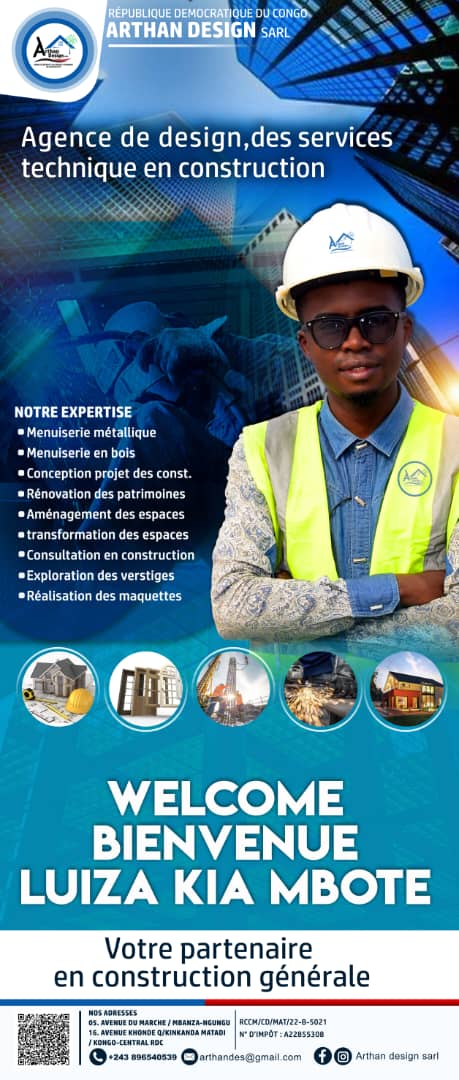 RÉPUBLIQUE DEMOCRATIQUE DU CONGO
ARTHAN DESIGN SARL
Arthan
Design
Agence de design,des services
technique en construction
NOTRE EXPERTISE
Menuiserie métallique
Menuiserie en bois
Conception projet des const.
Rénovation des patrimoines
Aménagement des espaces
transformation des espaces
Consultation en construction
Exploration des verstiges
Réalisation des maquettes
WELCOME
BIENVENUE
LUIZA KIA MBOTE
Votre partenaire
en construction générale
NOS ADRESSES
05. AVENUE DU MARCHE / MBANZA-NGUNGU
16. AVENUE KHONDE Q/KINKANDA MATADI
/ KONGO-CENTRAL RDC
RCCM/CD/MAT/22-B-5021
N° D'IMPÔT : A2285530B
+243 896540539 arthandes@gmail.com Arthan design sarl